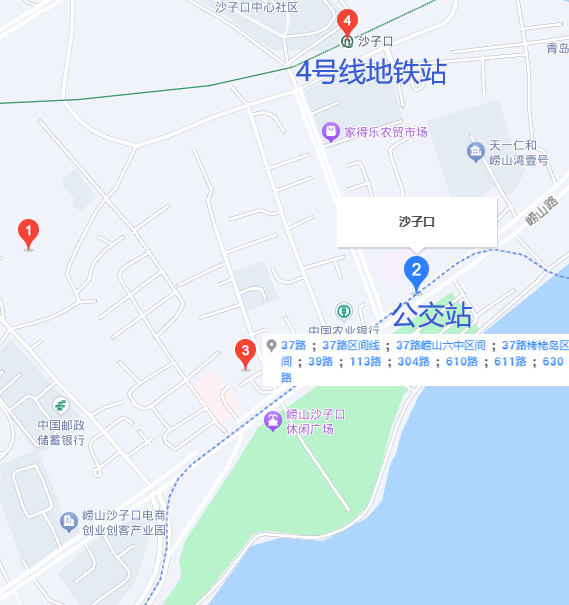 沙子口中心社区
4
沙子口
青岛
4号线地铁站
家得乐农贸市场
天一仁和
崂山湾壹号
崂山路
沙子口
1
2
公交站
中国农业银行
3
37路；37路区间线；37路崂山六中区间；37路栲栳岛区
间；39路；113路；304路；610路；611路；630
路
崂山沙子口
休闲广场
中国邮政
储蓄银行
崂山沙子口电商
创业创客产业园